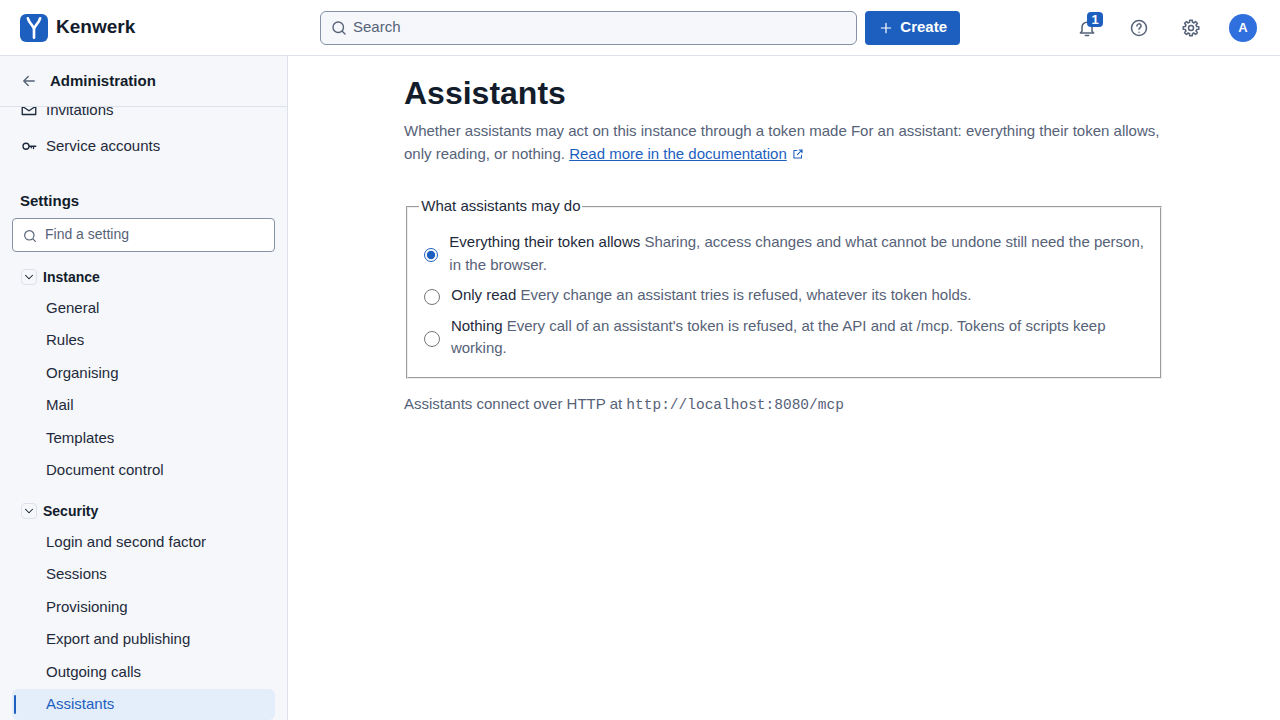 Kenwerk
Search
Create
1
A
Administration
Invitations
Service accounts
Settings
Find a setting
Instance
General
Rules
Organising
Mail
Templates
Document control
Security
Login and second factor
Sessions
Provisioning
Export and publishing
Outgoing calls
Assistants
Assistants
Whether assistants may act on this instance through a token made For an assistant: everything their token allows,
only reading, or nothing. Read more in the documentation
What assistants may do
Everything their token allows Sharing, access changes and what cannot be undone still need the person,
in the browser.
Only read Every change an assistant tries is refused, whatever its token holds.
Nothing Every call of an assistant's token is refused, at the API and at /mcp. Tokens of scripts keep
working.
Assistants connect over HTTP at http://localhost:8080/mcp